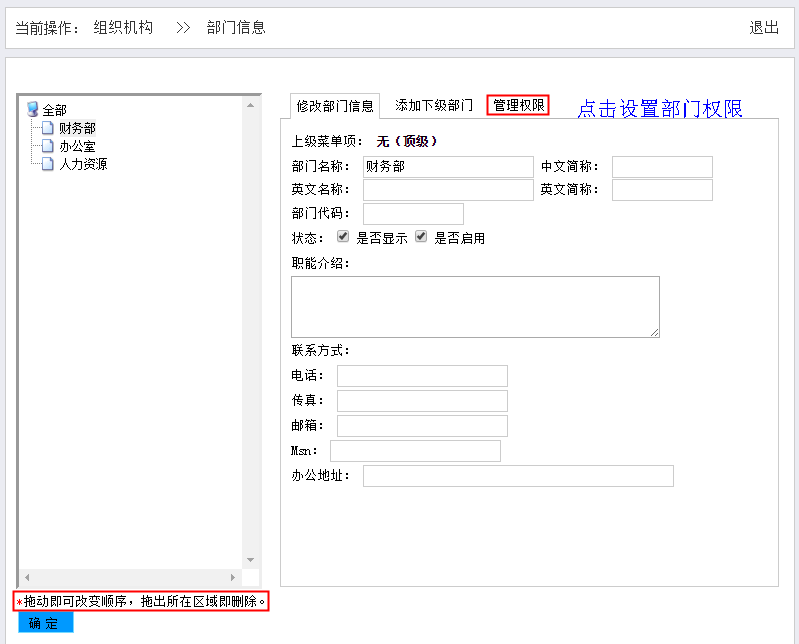 当前操作： 组织机构 >> 部门信息 退出
全部
财务部
办公室
人力资源
*拖动即可改变顺序，拖出所在区域即删除。
确 定
修改部门信息 添加下级部门 管理权限 点击设置部门权限
上级菜单项： 无（顶级）
部门名称： 财务部 中文简称：
英文名称： 英文简称：
部门代码：
状态： 是否显示 是否启用
职能介绍：
联系方式：
电话：
传真：
邮箱：
Msn：
办公地址：